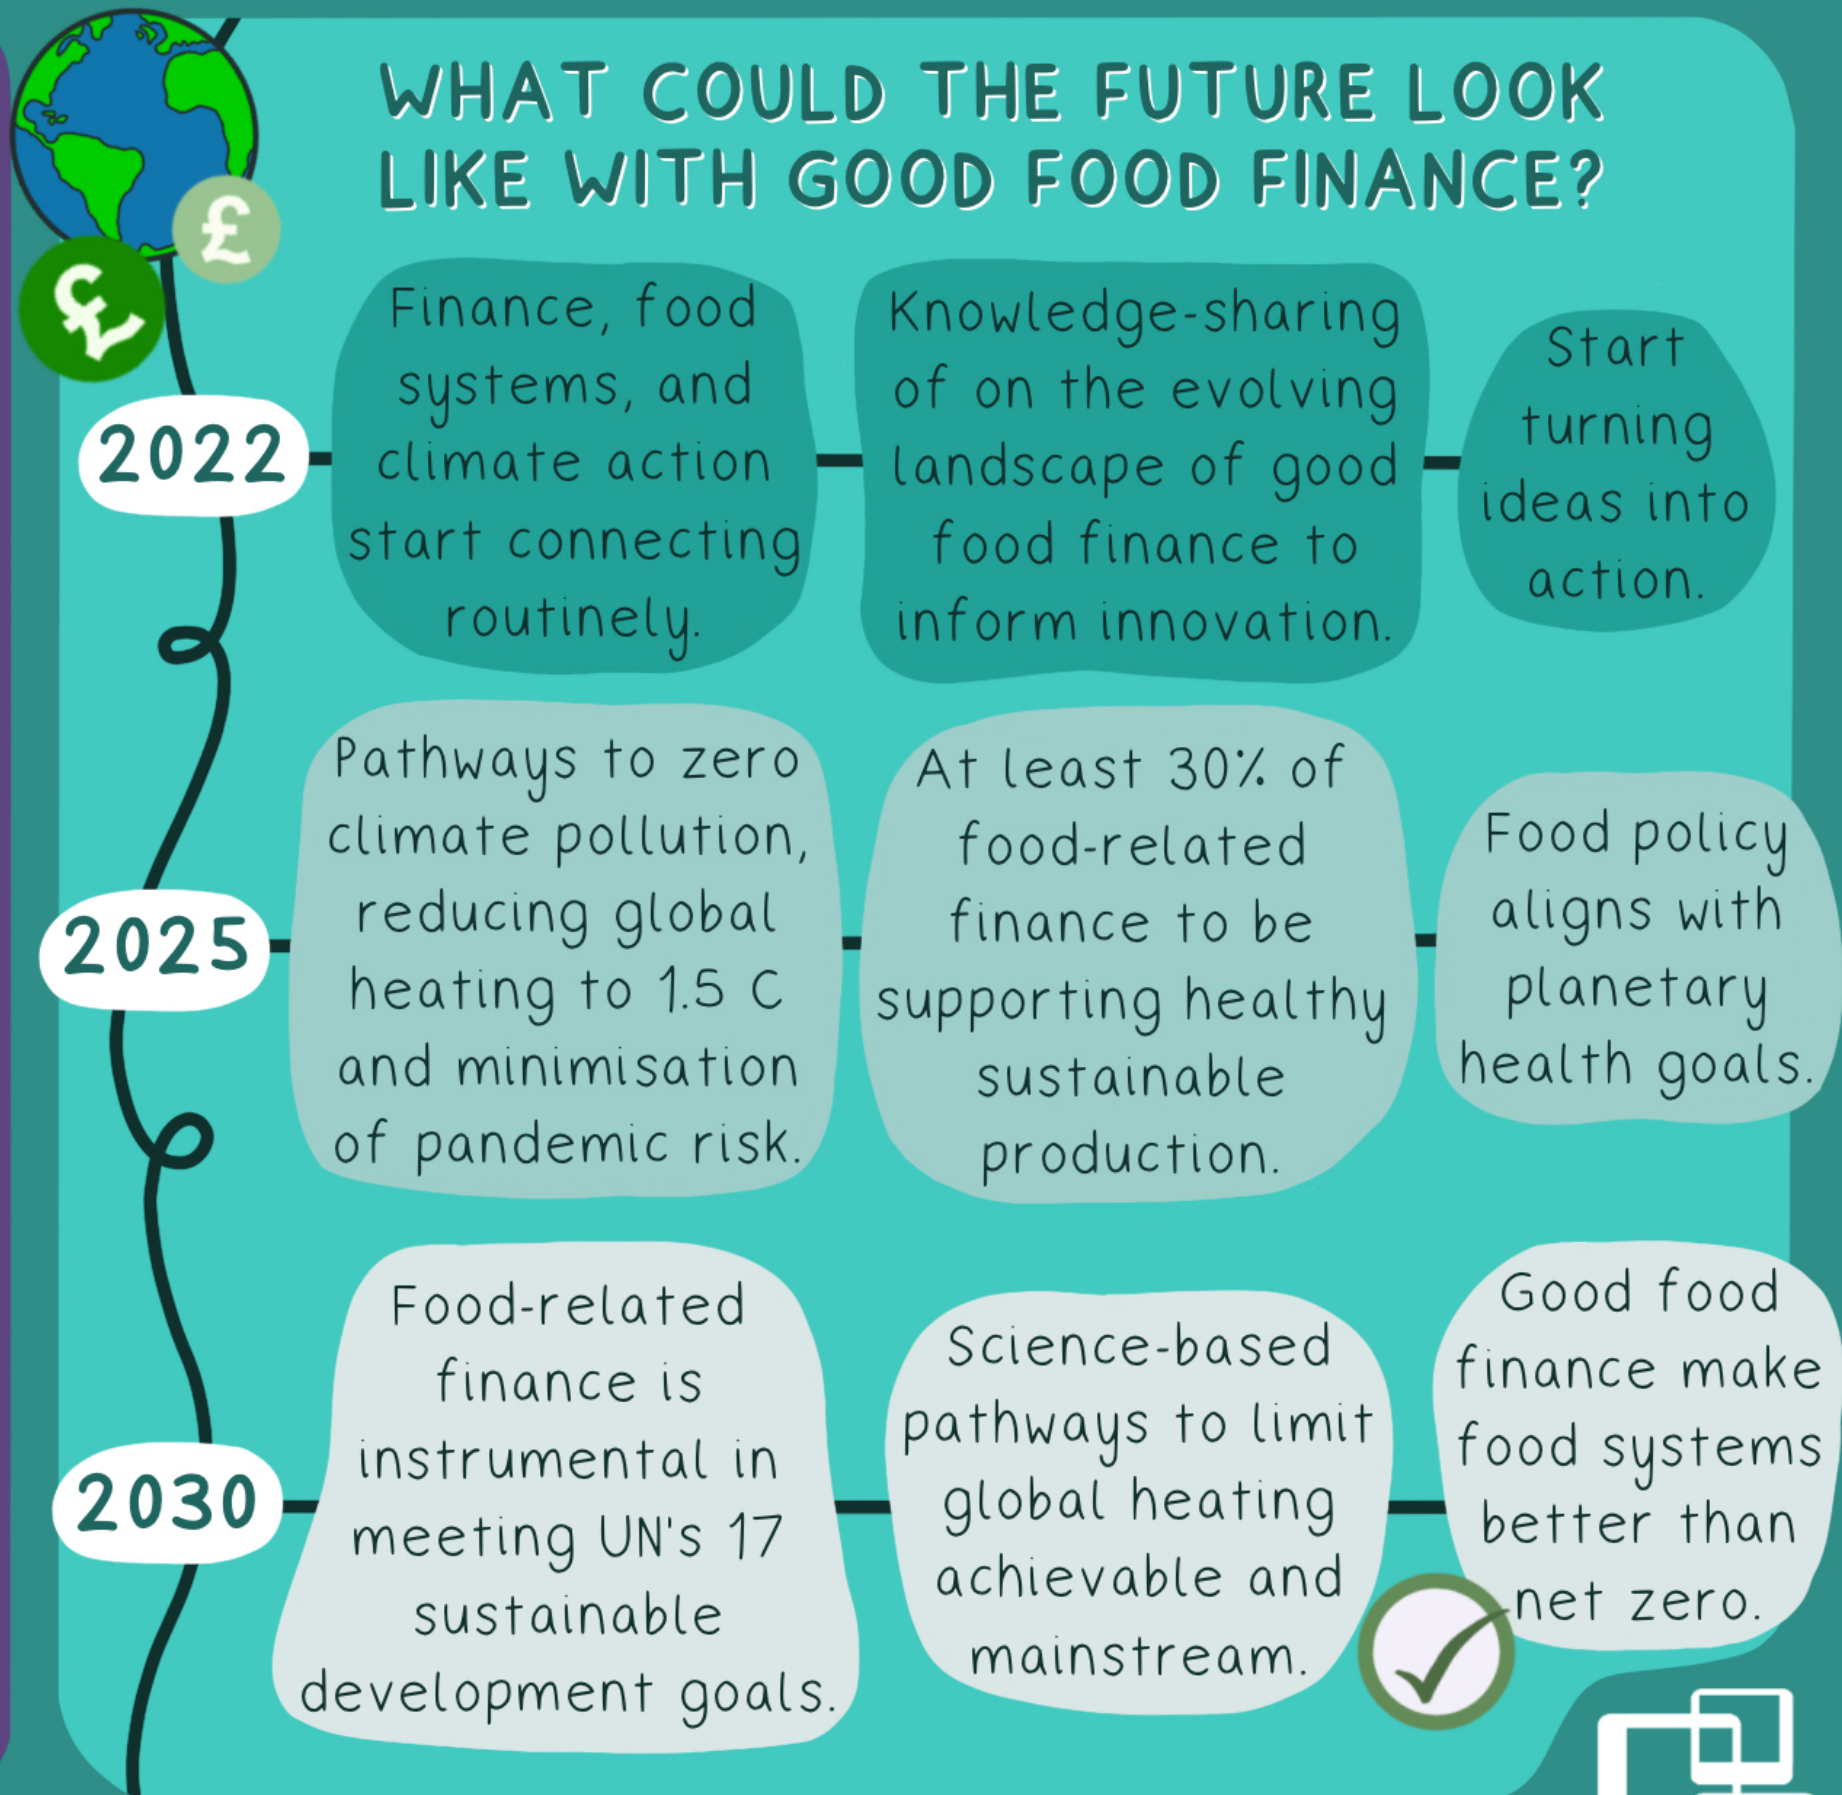 WHAT COULD THE FUTURE LOOK
LIKE WITH GOOD FOOD FINANCE?
£
£
2022
Finance, food
systems, and
climate action
start connecting
routinely.
Knowledge-sharing
of on the evolving
landscape of good
food finance to
inform innovation.
Start
turning
ideas into
action.
2025
Pathways to zero
climate pollution,
reducing global
heating to 1.5 C
and minimisation
of pandemic risk.
At least 30% of
food-related
finance to be
supporting healthy
sustainable
production.
Food policy
aligns with
planetary
health goals.
2030
Food-related
finance is
instrumental in
meeting UN's 17
sustainable
development goals.
Science-based
pathways to limit
global heating
achievable and
mainstream.
Good food
finance make
food systems
better than
net zero.